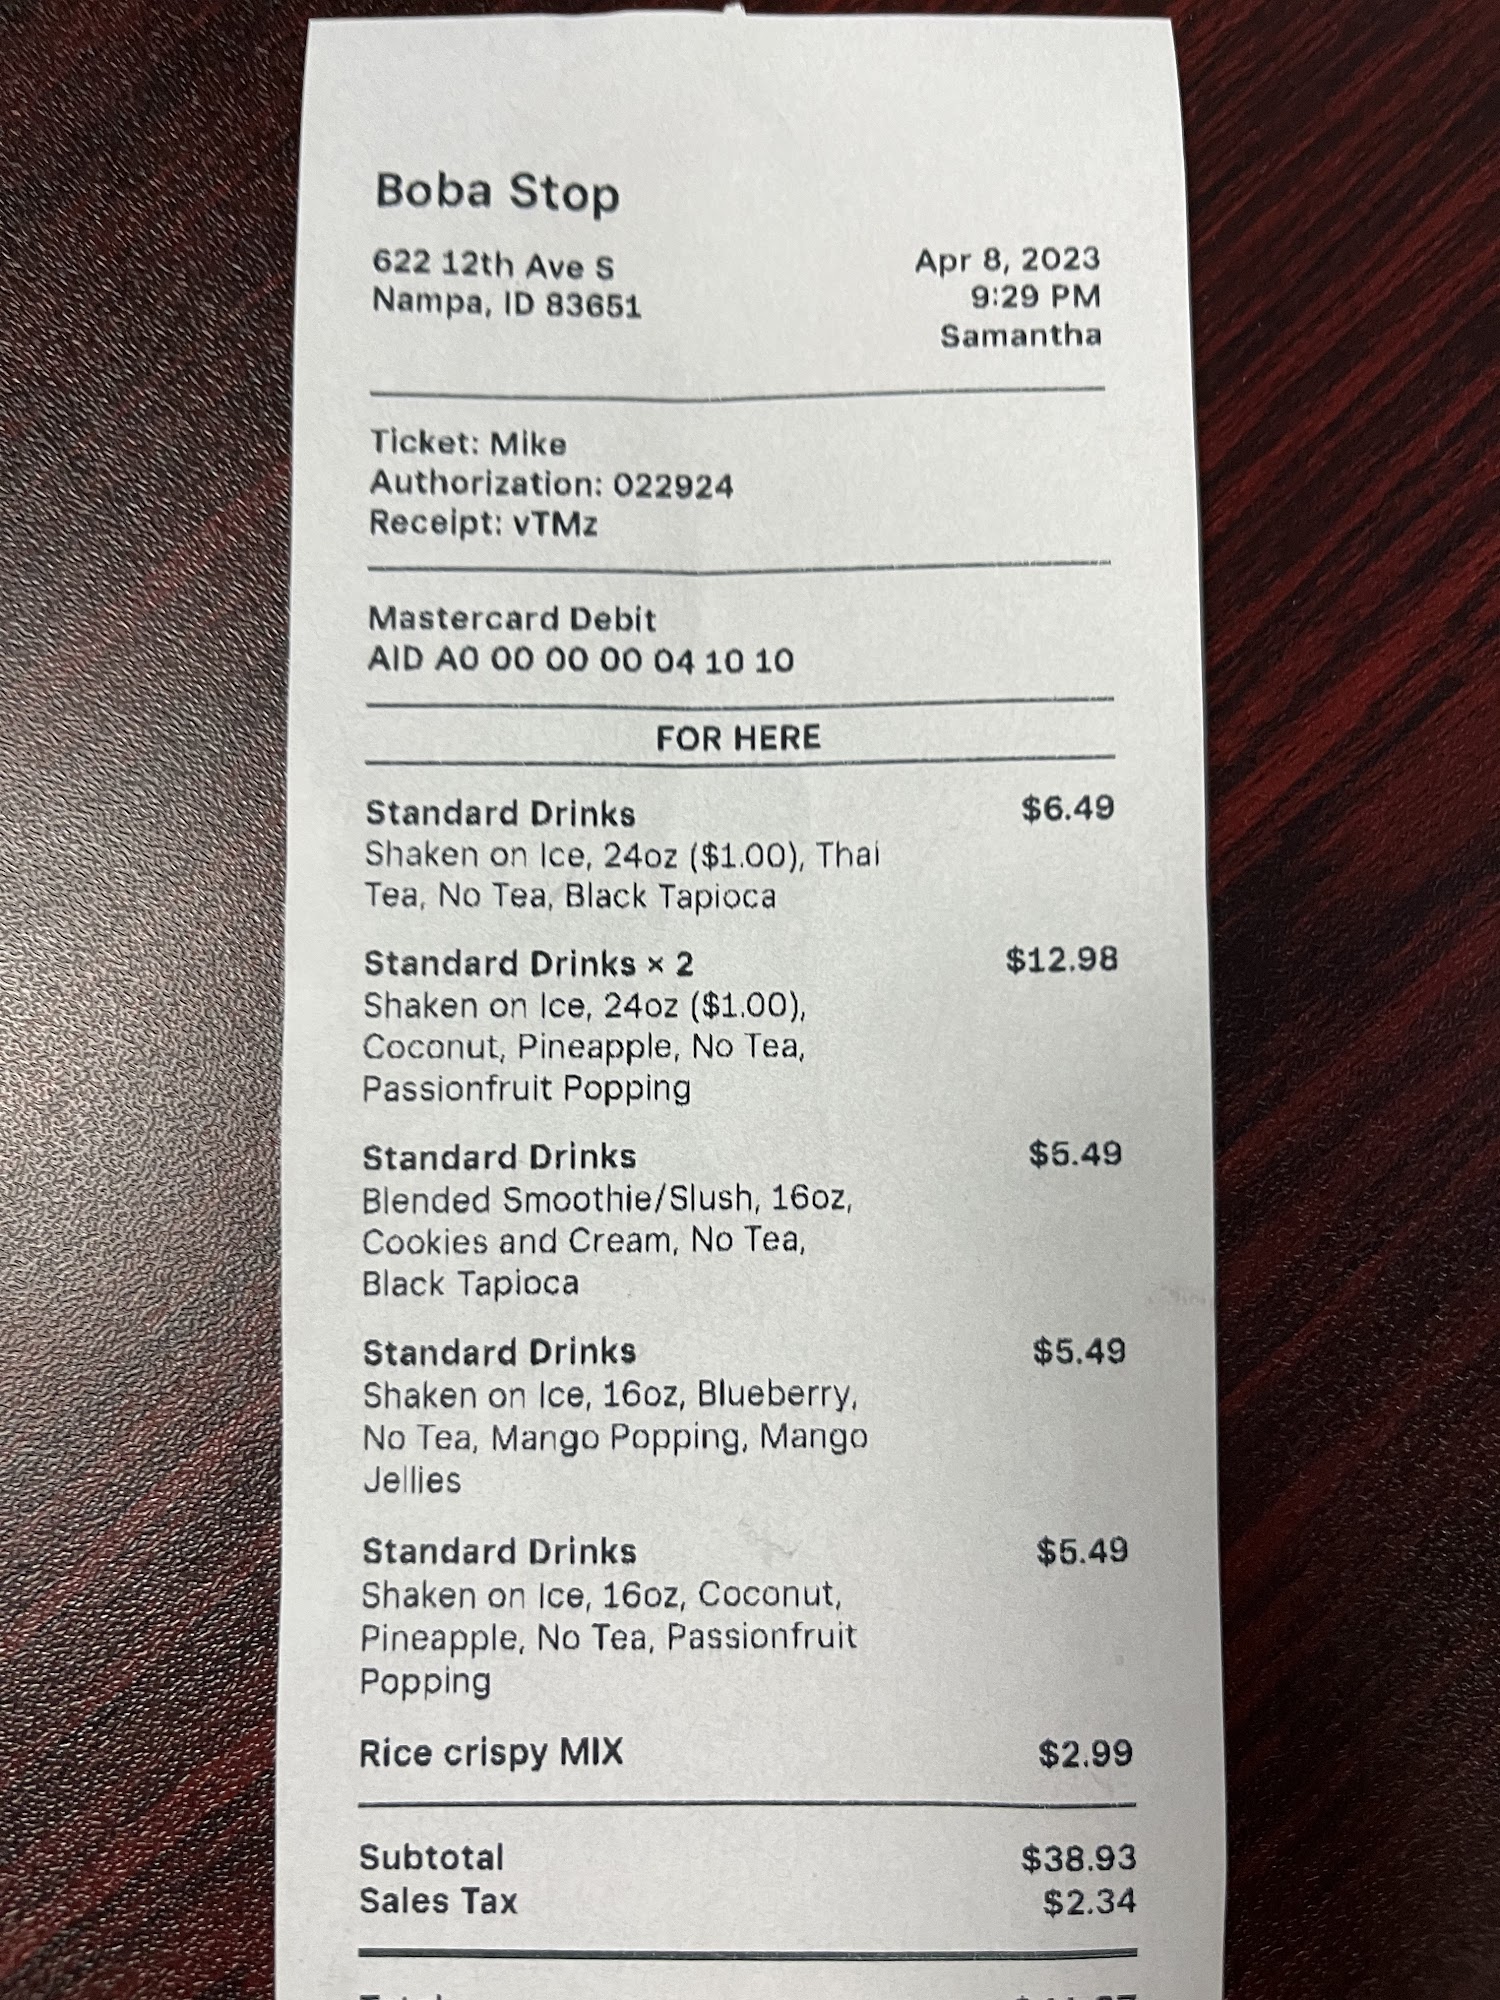 Boba Stop
622 12th Ave S
Nampa, ID 83651
Apr 8, 2023
9:29 PM
Samantha
Ticket: Mike
Authorization: 022924
Receipt: vTMz
Mastercard Debit
AID A0 00 00 00 04 10 10
FOR HERE
Standard Drinks $6.49
Shaken on Ice, 24oz ($1.00), Thai
Tea, No Tea, Black Tapioca
Standard Drinks × 2 $12.98
Shaken on Ice, 24oz ($1.00),
Coconut, Pineapple, No Tea,
Passionfruit Popping
Standard Drinks $5.49
Blended Smoothie/Slush, 16oz,
Cookies and Cream, No Tea,
Black Tapioca
Standard Drinks $5.49
Shaken on Ice, 16oz, Blueberry,
No Tea, Mango Popping, Mango
Jellies
Standard Drinks $5.49
Shaken on Ice, 16oz, Coconut,
Pineapple, No Tea, Passionfruit
Popping
Rice crispy MIX $2.99
Subtotal $38.93
Sales Tax $2.34